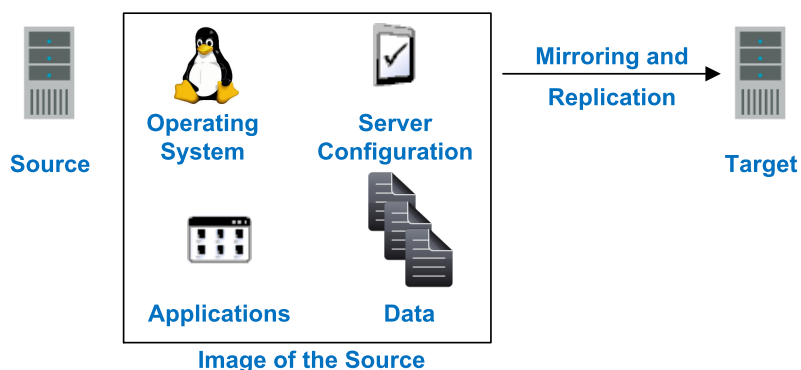 Source
Operating
System
Server
Configuration
Applications
Data
Image of the Source
Mirroring and
Replication
Target